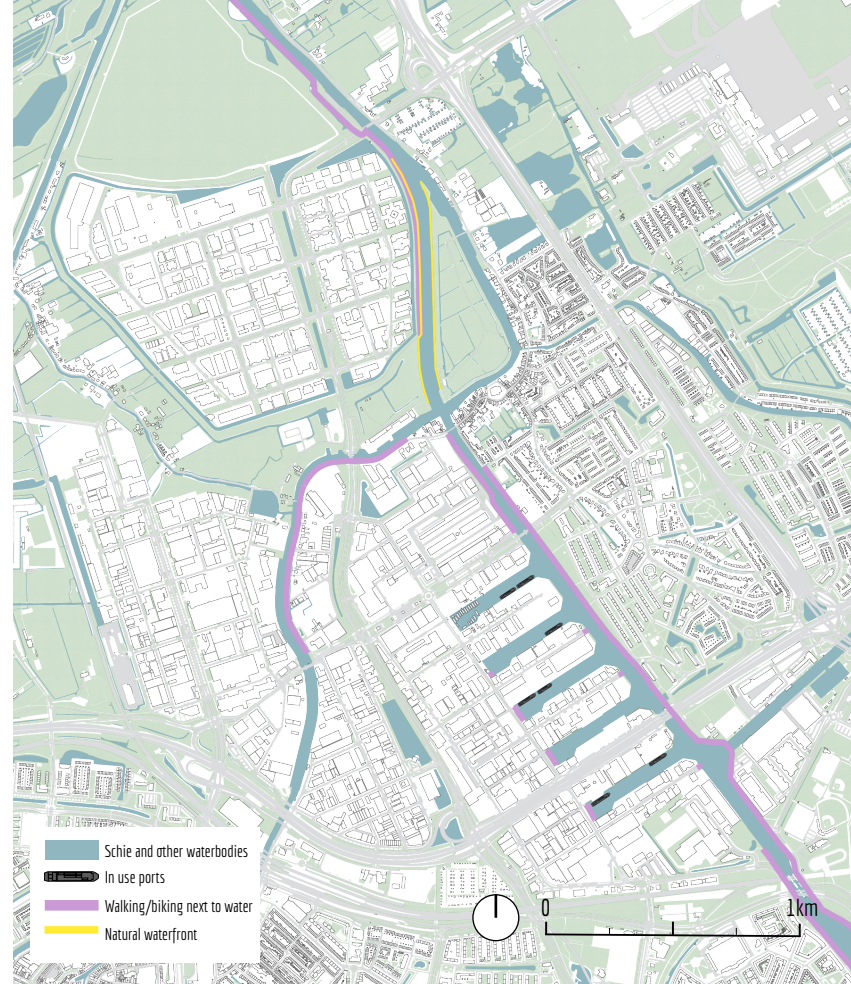 Schie and other waterbodies
In use ports
Walking/biking next to water
Natural waterfront
0 1km